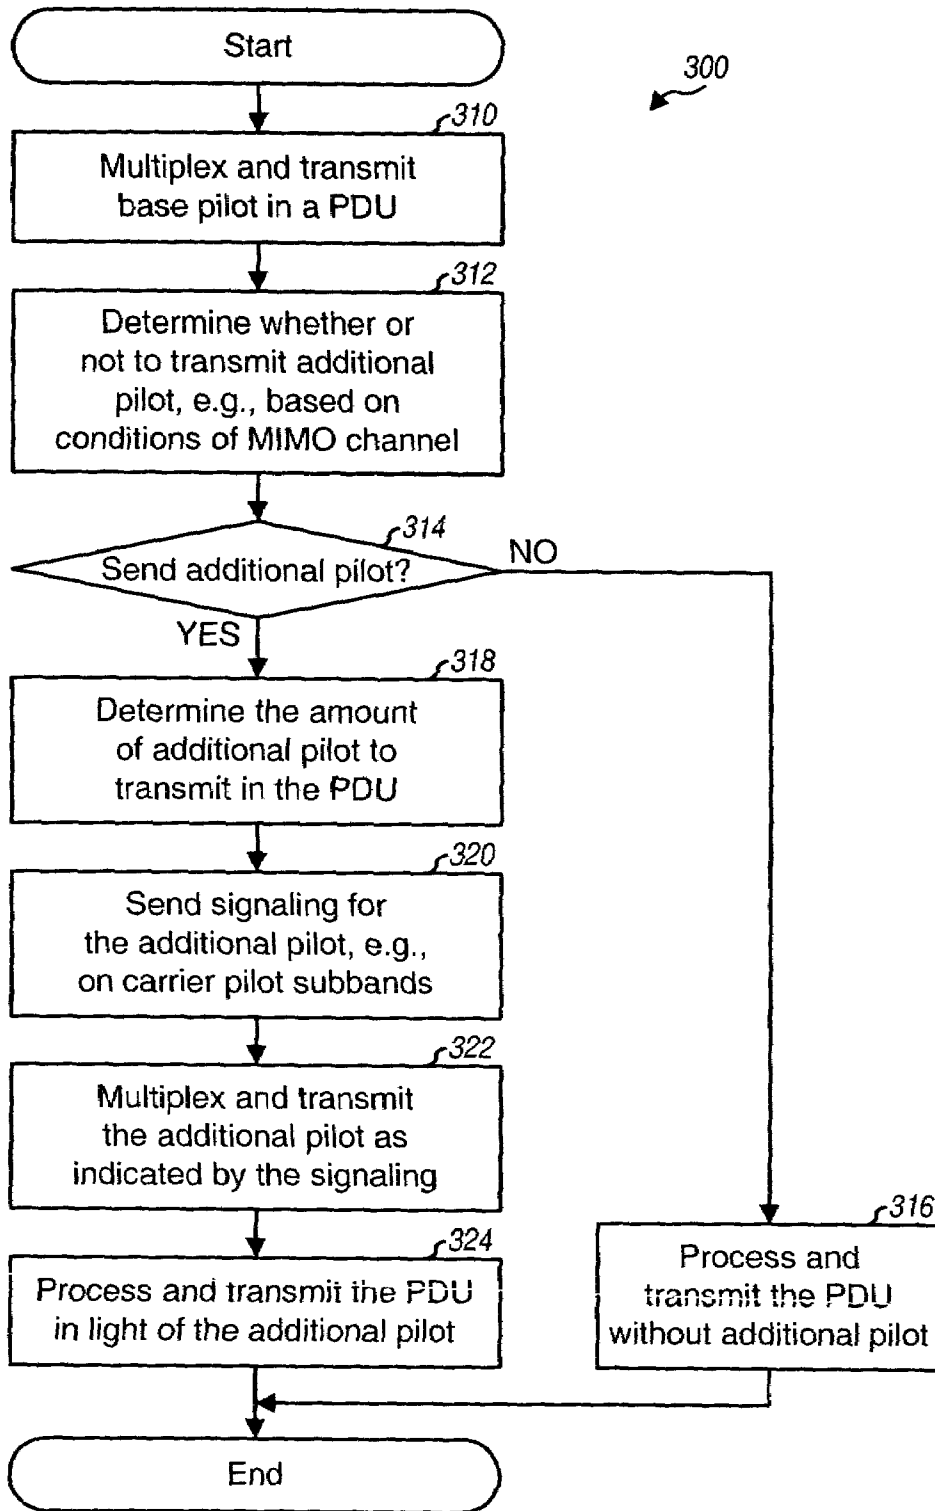 Start
300
310
Multiplex and transmit
base pilot in a PDU
312
Determine whether or
not to transmit additional
pilot, e.g., based on
conditions of MIMO channel
314
Send additional pilot?
NO
YES
318
Determine the amount
of additional pilot to
transmit in the PDU
320
Send signaling for
the additional pilot, e.g.,
on carrier pilot subbands
322
Multiplex and transmit
the additional pilot as
indicated by the signaling
324
Process and transmit the PDU
in light of the additional pilot
316
Process and
transmit the PDU
without additional pilot
End